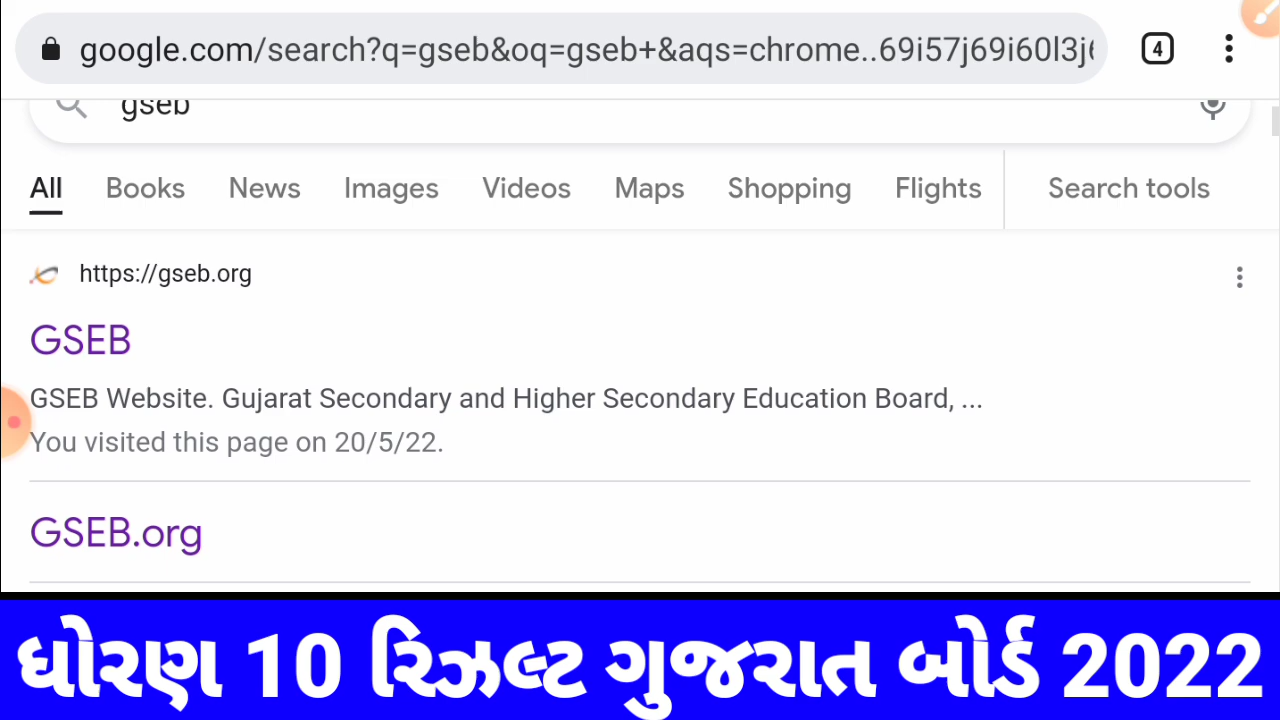 google.com/search?q=gseb&oq=gseb+&aqs=chrome..69i57j69i60l3j6
4
gseb
All Books News Images Videos Maps Shopping Flights Search tools
https://gseb.org
GSEB
GSEB Website. Gujarat Secondary and Higher Secondary Education Board, ...
You visited this page on 20/5/22.
GSEB.org
ધોરણ 10 રિઝલ્ટ ગુજરાત બોર્ડ 2022